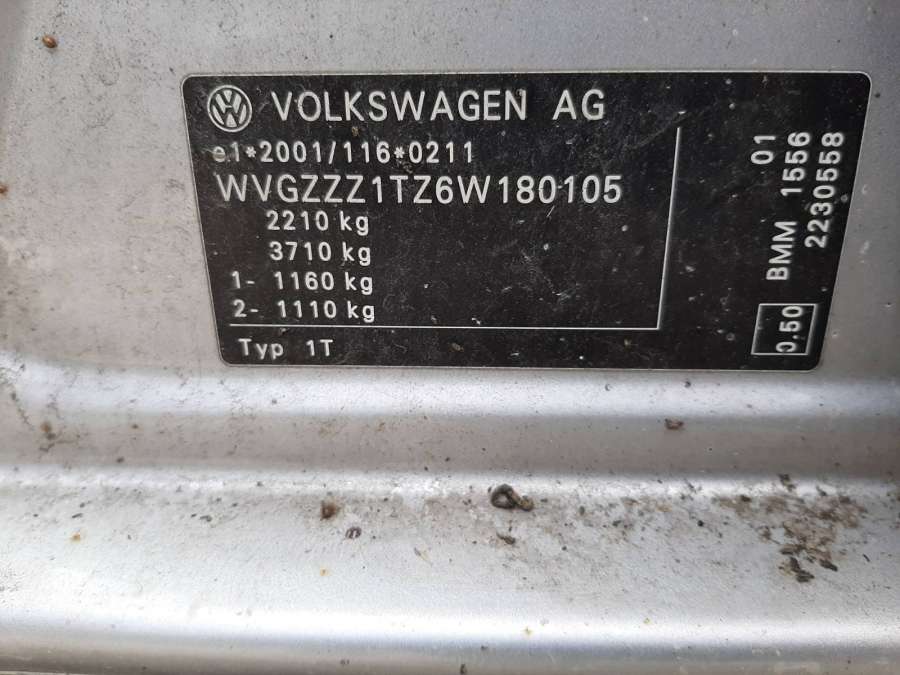 VOLKSWAGEN AG
e1*2001/116*0211
WVGZZZ1TZ6W180105
2210 kg
3710 kg
1- 1160 kg
2- 1110 kg
Typ 1T
01
BMM 1556
2230558
0.50